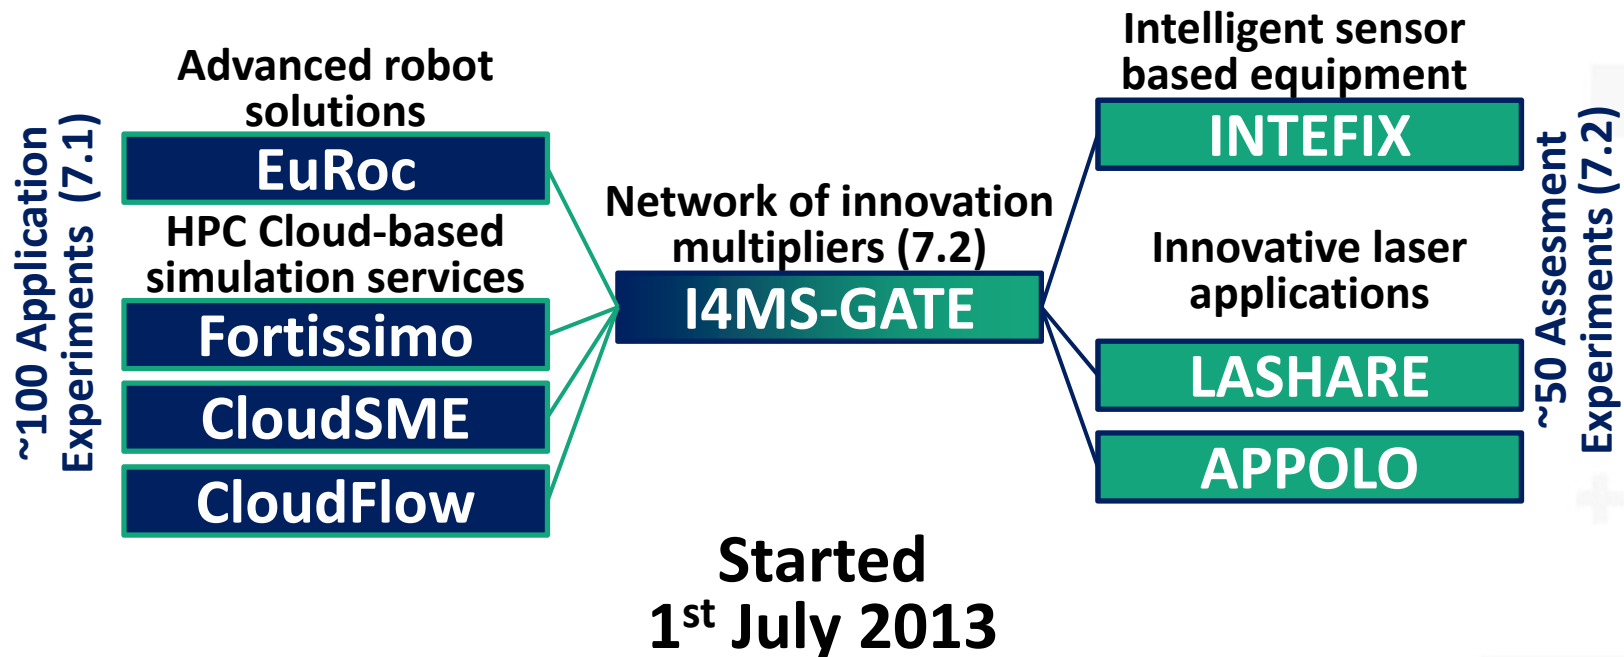 ~100 Application
Experiments (7.1)
Advanced robot
solutions
EuRoc
HPC Cloud-based
simulation services
Fortissimo
CloudSME
CloudFlow
Network of innovation
multipliers (7.2)
I4MS-GATE
Started
1st July 2013
Intelligent sensor
based equipment
INTEFIX
Innovative laser
applications
LASHARE
APPOLO
~50 Assesment
Experiments (7.2)